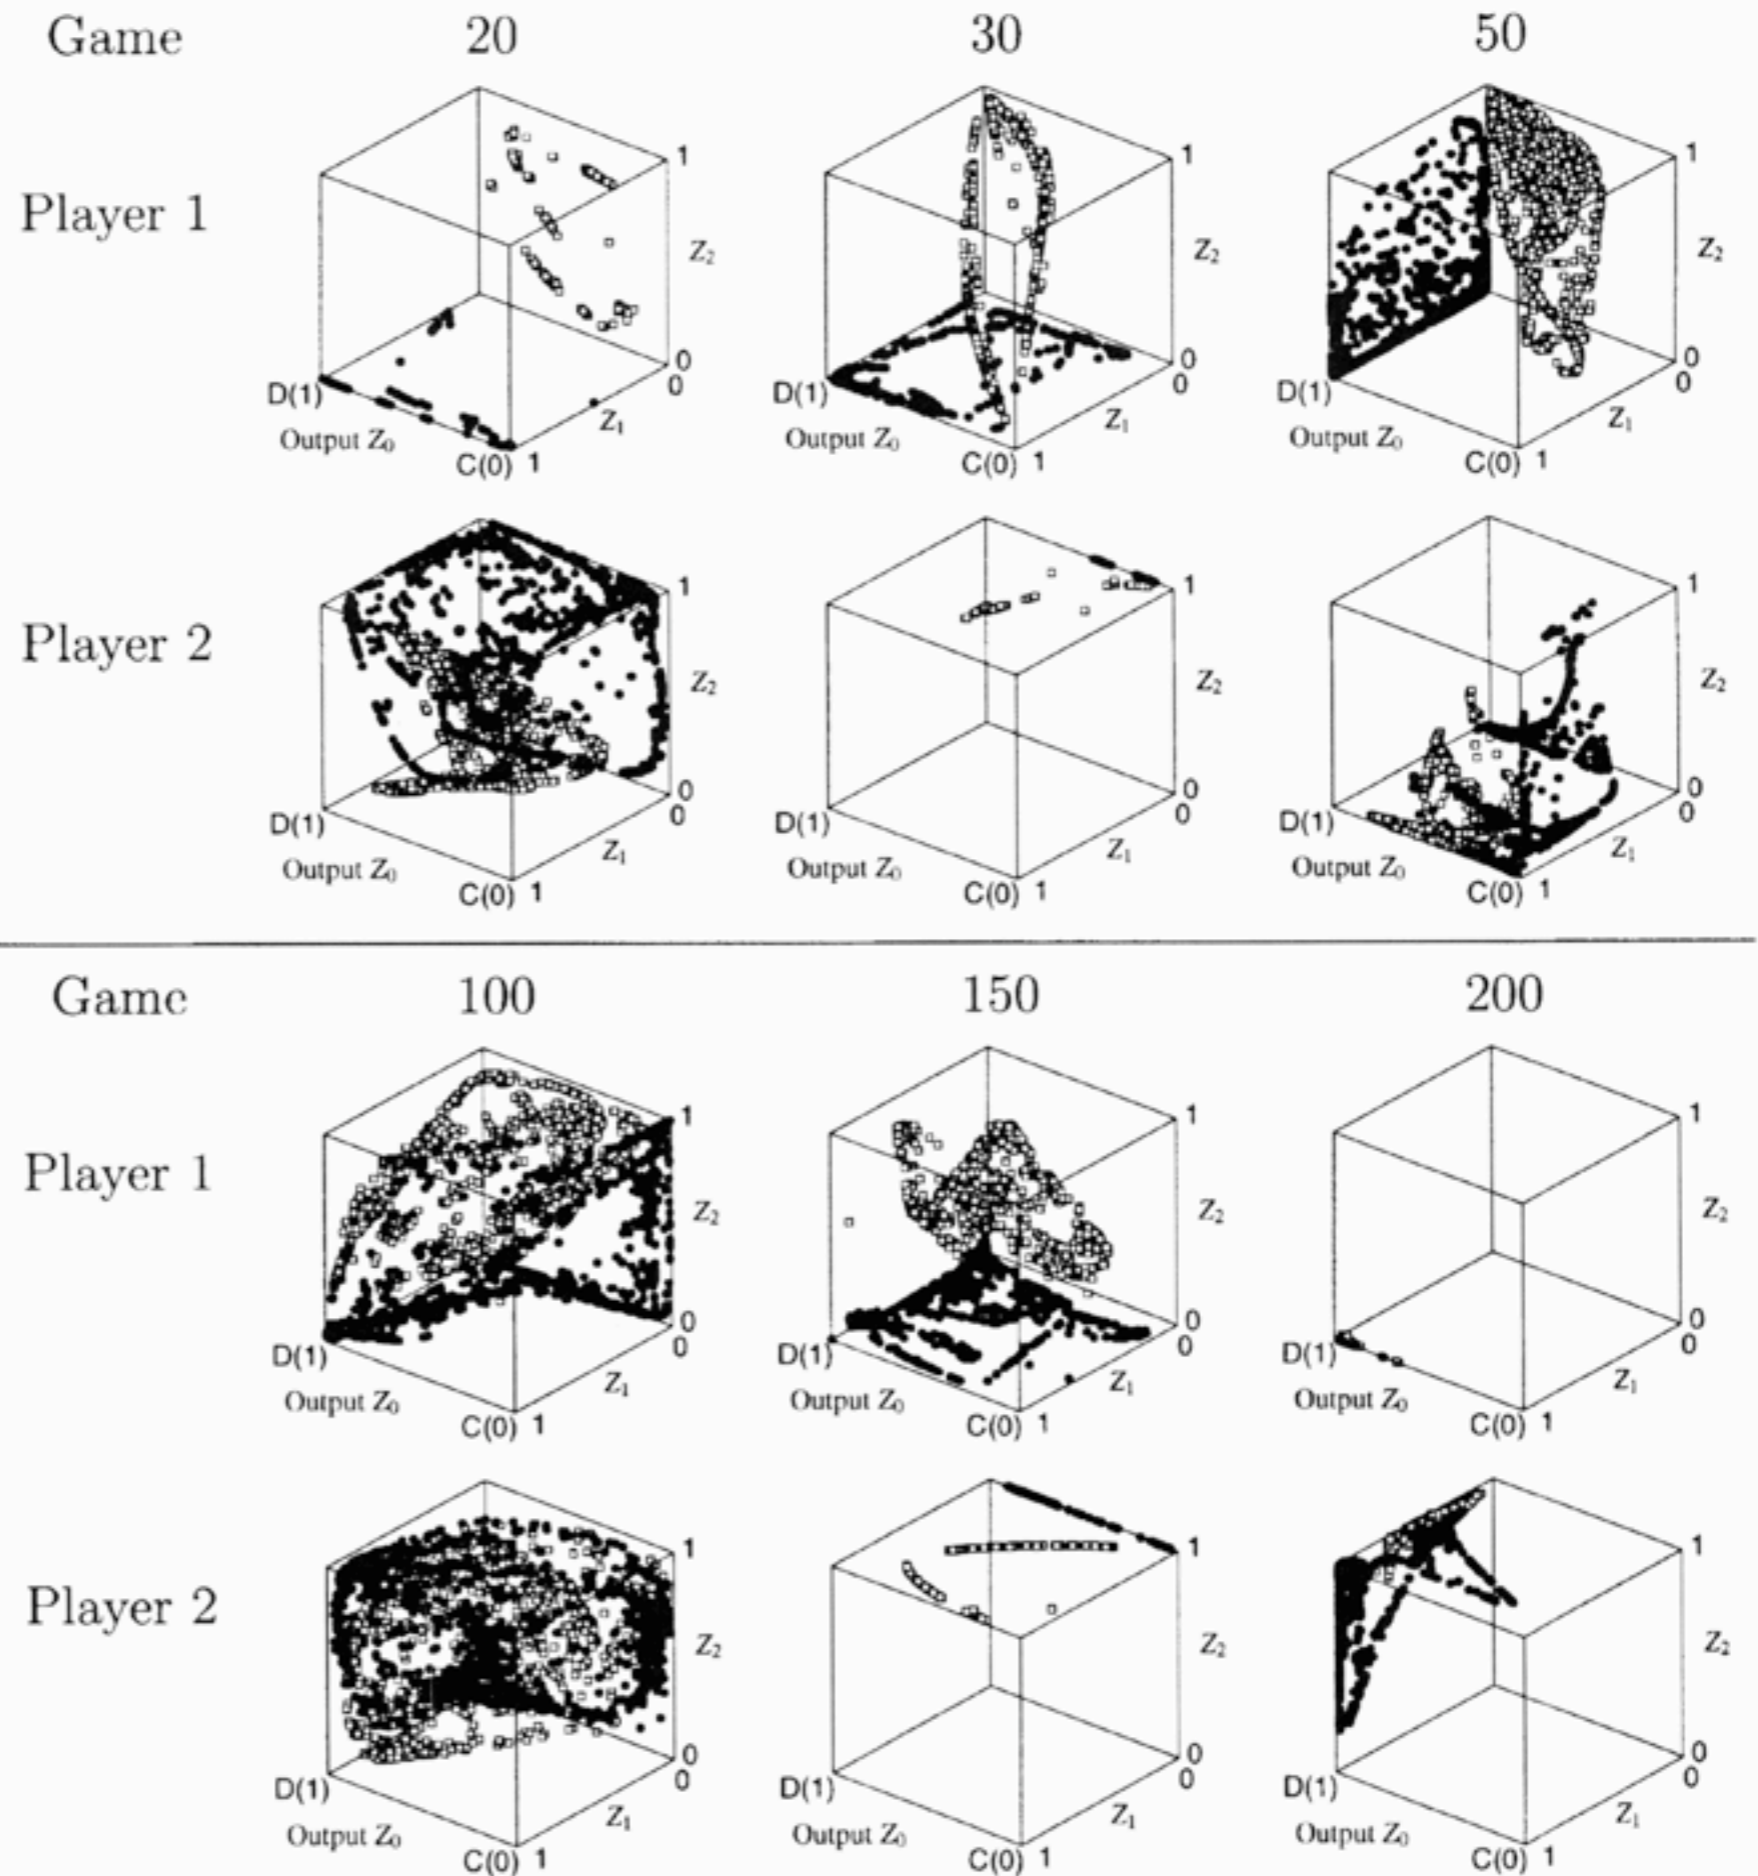 Game 20 30 50
Player 1
1 1 1
Z₂ Z₂ Z₂
0 0 0
0 0 0
D(1) D(1) D(1)
Z₁ Z₁ Z₁
Output Z₀ Output Z₀ Output Z₀
C(0) 1 C(0) 1 C(0) 1
Player 2
1 1 1
Z₂ Z₂ Z₂
0 0 0
0 0 0
D(1) D(1) D(1)
Z₁ Z₁ Z₁
Output Z₀ Output Z₀ Output Z₀
C(0) 1 C(0) 1 C(0) 1
Game 100 150 200
Player 1
1 1 1
Z₂ Z₂ Z₂
0 0 0
0 0 0
D(1) D(1) D(1)
Z₁ Z₁ Z₁
Output Z₀ Output Z₀ Output Z₀
C(0) 1 C(0) 1 C(0) 1
Player 2
1 1 1
Z₂ Z₂ Z₂
0 0 0
0 0 0
D(1) D(1) D(1)
Z₁ Z₁ Z₁
Output Z₀ Output Z₀ Output Z₀
C(0) 1 C(0) 1 C(0) 1